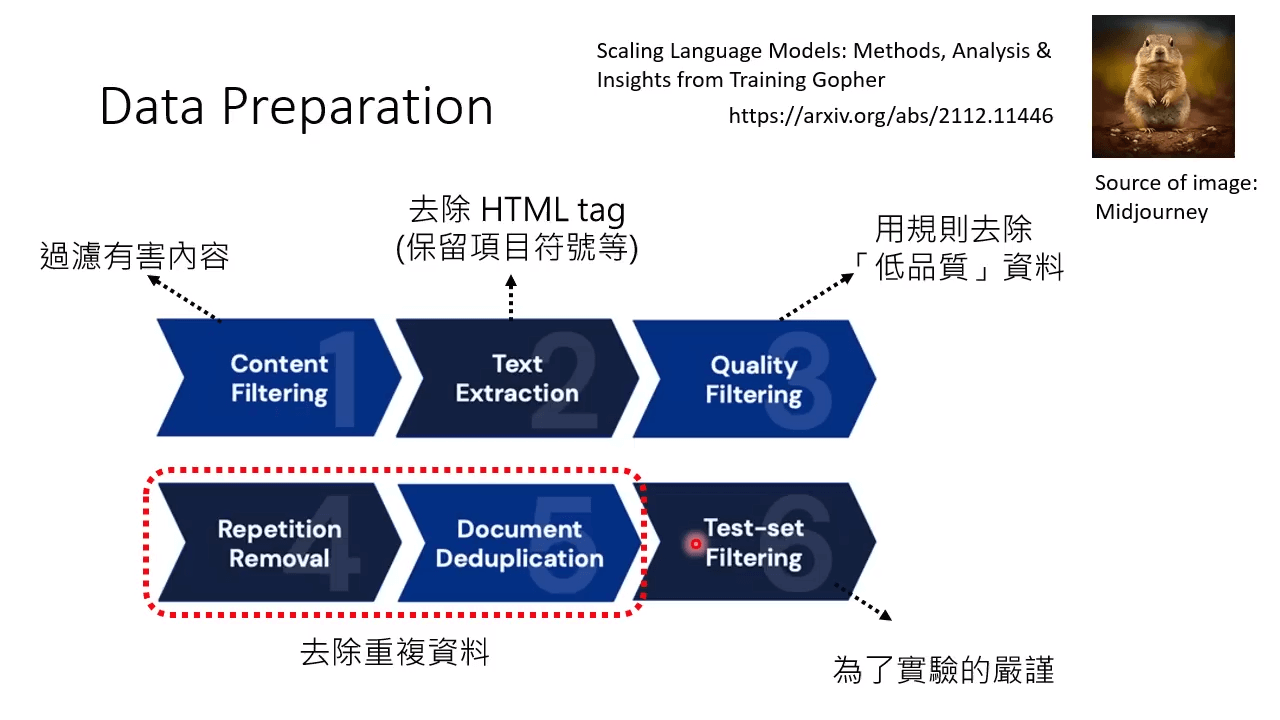 Data Preparation
Scaling Language Models: Methods, Analysis &
Insights from Training Gopher
https://arxiv.org/abs/2112.11446
Source of image:
Midjourney
過濾有害內容
去除 HTML tag
(保留項目符號等)
用規則去除
「低品質」資料
1
Content
Filtering
2
Text
Extraction
3
Quality
Filtering
4
Repetition
Removal
5
Document
Deduplication
6
Test-set
Filtering
去除重複資料
為了實驗的嚴謹